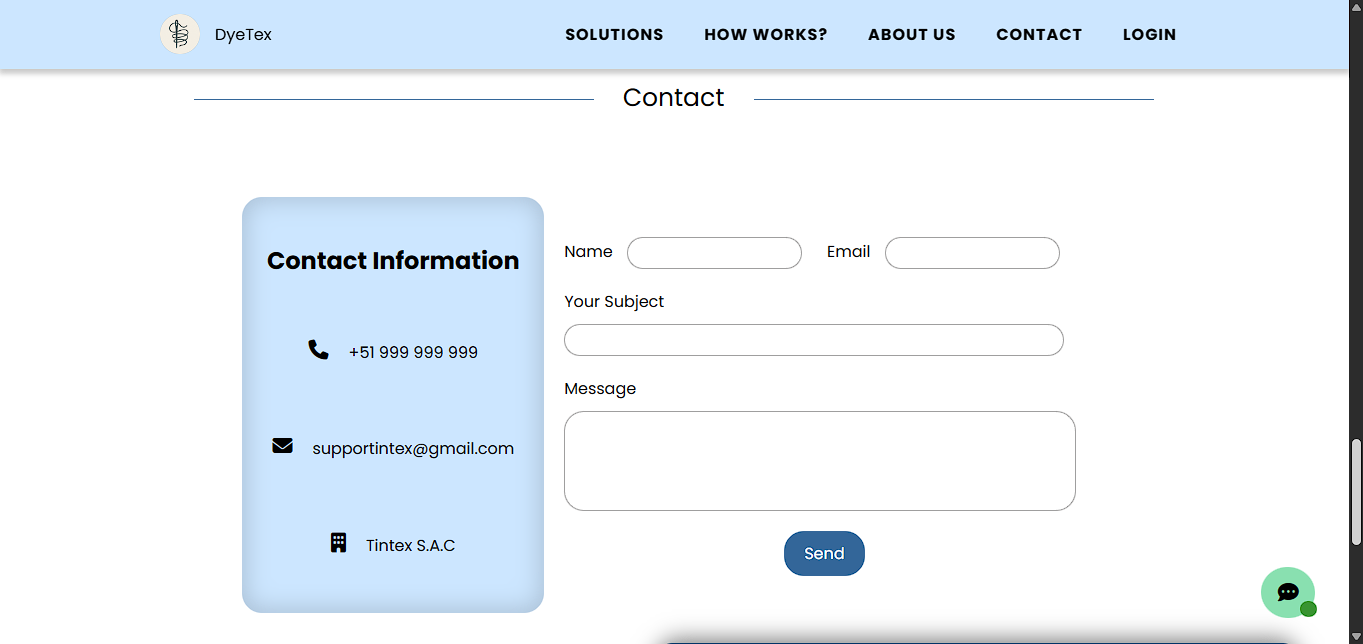 DyeTex
SOLUTIONS
HOW WORKS?
ABOUT US
CONTACT
LOGIN
Contact
Contact Information
+51 999 999 999
supportintex@gmail.com
Tintex S.A.C
Name
Email
Your Subject
Message
Send